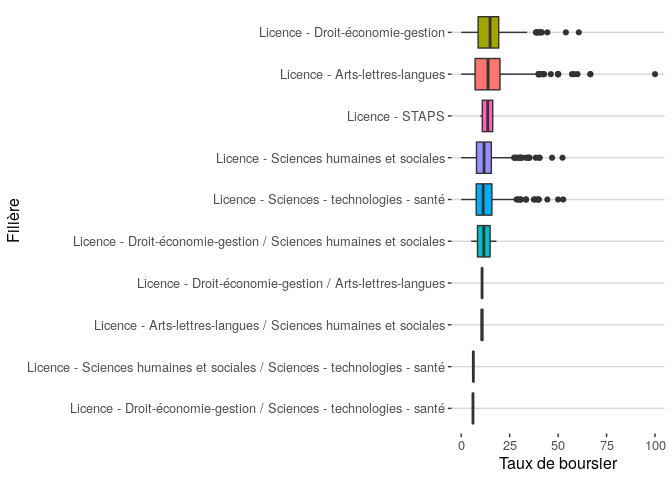 Licence - Droit-économie-gestion
Licence - Arts-lettres-langues
Licence - STAPS
Licence - Sciences humaines et sociales
Licence - Sciences - technologies - santé
Licence - Droit-économie-gestion / Sciences humaines et sociales
Licence - Droit-économie-gestion / Arts-lettres-langues
Licence - Arts-lettres-langues / Sciences humaines et sociales
Licence - Sciences humaines et sociales / Sciences - technologies - santé
Licence - Droit-économie-gestion / Sciences - technologies - santé
Filière
0 25 50 75 100
Taux de boursier